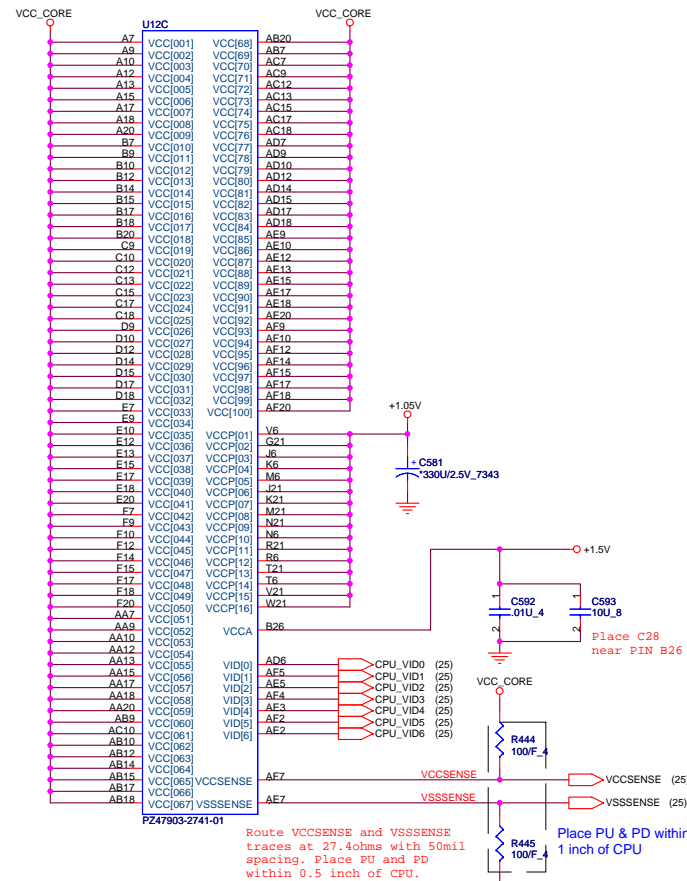 VCC_CORE VCC_CORE
U12C
A7 VCC[001] VCC[68] AB20
A9 VCC[002] VCC[69] AB7
A10 VCC[003] VCC[70] AC7
A12 VCC[004] VCC[71] AC9
A13 VCC[005] VCC[72] AC12
A15 VCC[006] VCC[73] AC13
A17 VCC[007] VCC[74] AC15
A18 VCC[008] VCC[75] AC17
A20 VCC[009] VCC[76] AC18
B7 VCC[010] VCC[77] AD7
B9 VCC[011] VCC[78] AD9
B10 VCC[012] VCC[79] AD10
B12 VCC[013] VCC[80] AD12
B14 VCC[014] VCC[81] AD14
B15 VCC[015] VCC[82] AD15
B17 VCC[016] VCC[83] AD17
B18 VCC[017] VCC[84] AD18
B20 VCC[018] VCC[85] AE9
C9 VCC[019] VCC[86] AE10
C10 VCC[020] VCC[87] AE12
C12 VCC[021] VCC[88] AE13
C13 VCC[022] VCC[89] AE15
C15 VCC[023] VCC[90] AE17
C17 VCC[024] VCC[91] AE18
C18 VCC[025] VCC[92] AE20
D9 VCC[026] VCC[93] AF9
D10 VCC[027] VCC[94] AF10
D12 VCC[028] VCC[95] AF12
D14 VCC[029] VCC[96] AF14
D15 VCC[030] VCC[97] AF15
D17 VCC[031] VCC[98] AF17
D18 VCC[032] VCC[99] AF18
E7 VCC[033] VCC[100] AF20
E9 VCC[034]
E10 VCC[035] VCCP[01] V6
E12 VCC[036] VCCP[02] G21
E13 VCC[037] VCCP[03] J6
E15 VCC[038] VCCP[04] K6
E17 VCC[039] VCCP[05] M6
E18 VCC[040] VCCP[06] J21
E20 VCC[041] VCCP[07] K21
F7 VCC[042] VCCP[08] M21
F9 VCC[043] VCCP[09] N21
F10 VCC[044] VCCP[10] N6
F12 VCC[045] VCCP[11] R21
F14 VCC[046] VCCP[12] R6
F15 VCC[047] VCCP[13] T21
F17 VCC[048] VCCP[14] T6
F18 VCC[049] VCCP[15] V21
F20 VCC[050] VCCP[16] W21
AA7 VCC[051]
AA9 VCC[052] VCCA B26
AA10 VCC[053]
AA12 VCC[054]
AA13 VCC[055] VID[0] AD6 CPU_VID0 (25)
AA15 VCC[056] VID[1] AF5 CPU_VID1 (25)
AA17 VCC[057] VID[2] AE5 CPU_VID2 (25)
AA18 VCC[058] VID[3] AF4 CPU_VID3 (25)
AA20 VCC[059] VID[4] AE3 CPU_VID4 (25)
AB9 VCC[060] VID[5] AF2 CPU_VID5 (25)
AC10 VCC[061] VID[6] AE2 CPU_VID6 (25)
AB10 VCC[062]
AB12 VCC[063]
AB14 VCC[064]
AB15 VCC[065] VCCSENSE AF7 VCCSENSE VCCSENSE (25)
AB17 VCC[066]
AB18 VCC[067] VSSSENSE AE7 VSSSENSE VSSSENSE (25)
PZ47903-2741-01
+1.05V
+ C581
*330U/2.5V_7343
+1.5V
1 C592 2
.01U_4
1 C593 2
10U_8
Place C28
near PIN B26
VCC_CORE
R444
100/F_4
R445
100/F_4
Place PU & PD within
1 inch of CPU
Route VCCSENSE and VSSSENSE
traces at 27.4ohms with 50mil
spacing. Place PU and PD
within 0.5 inch of CPU.